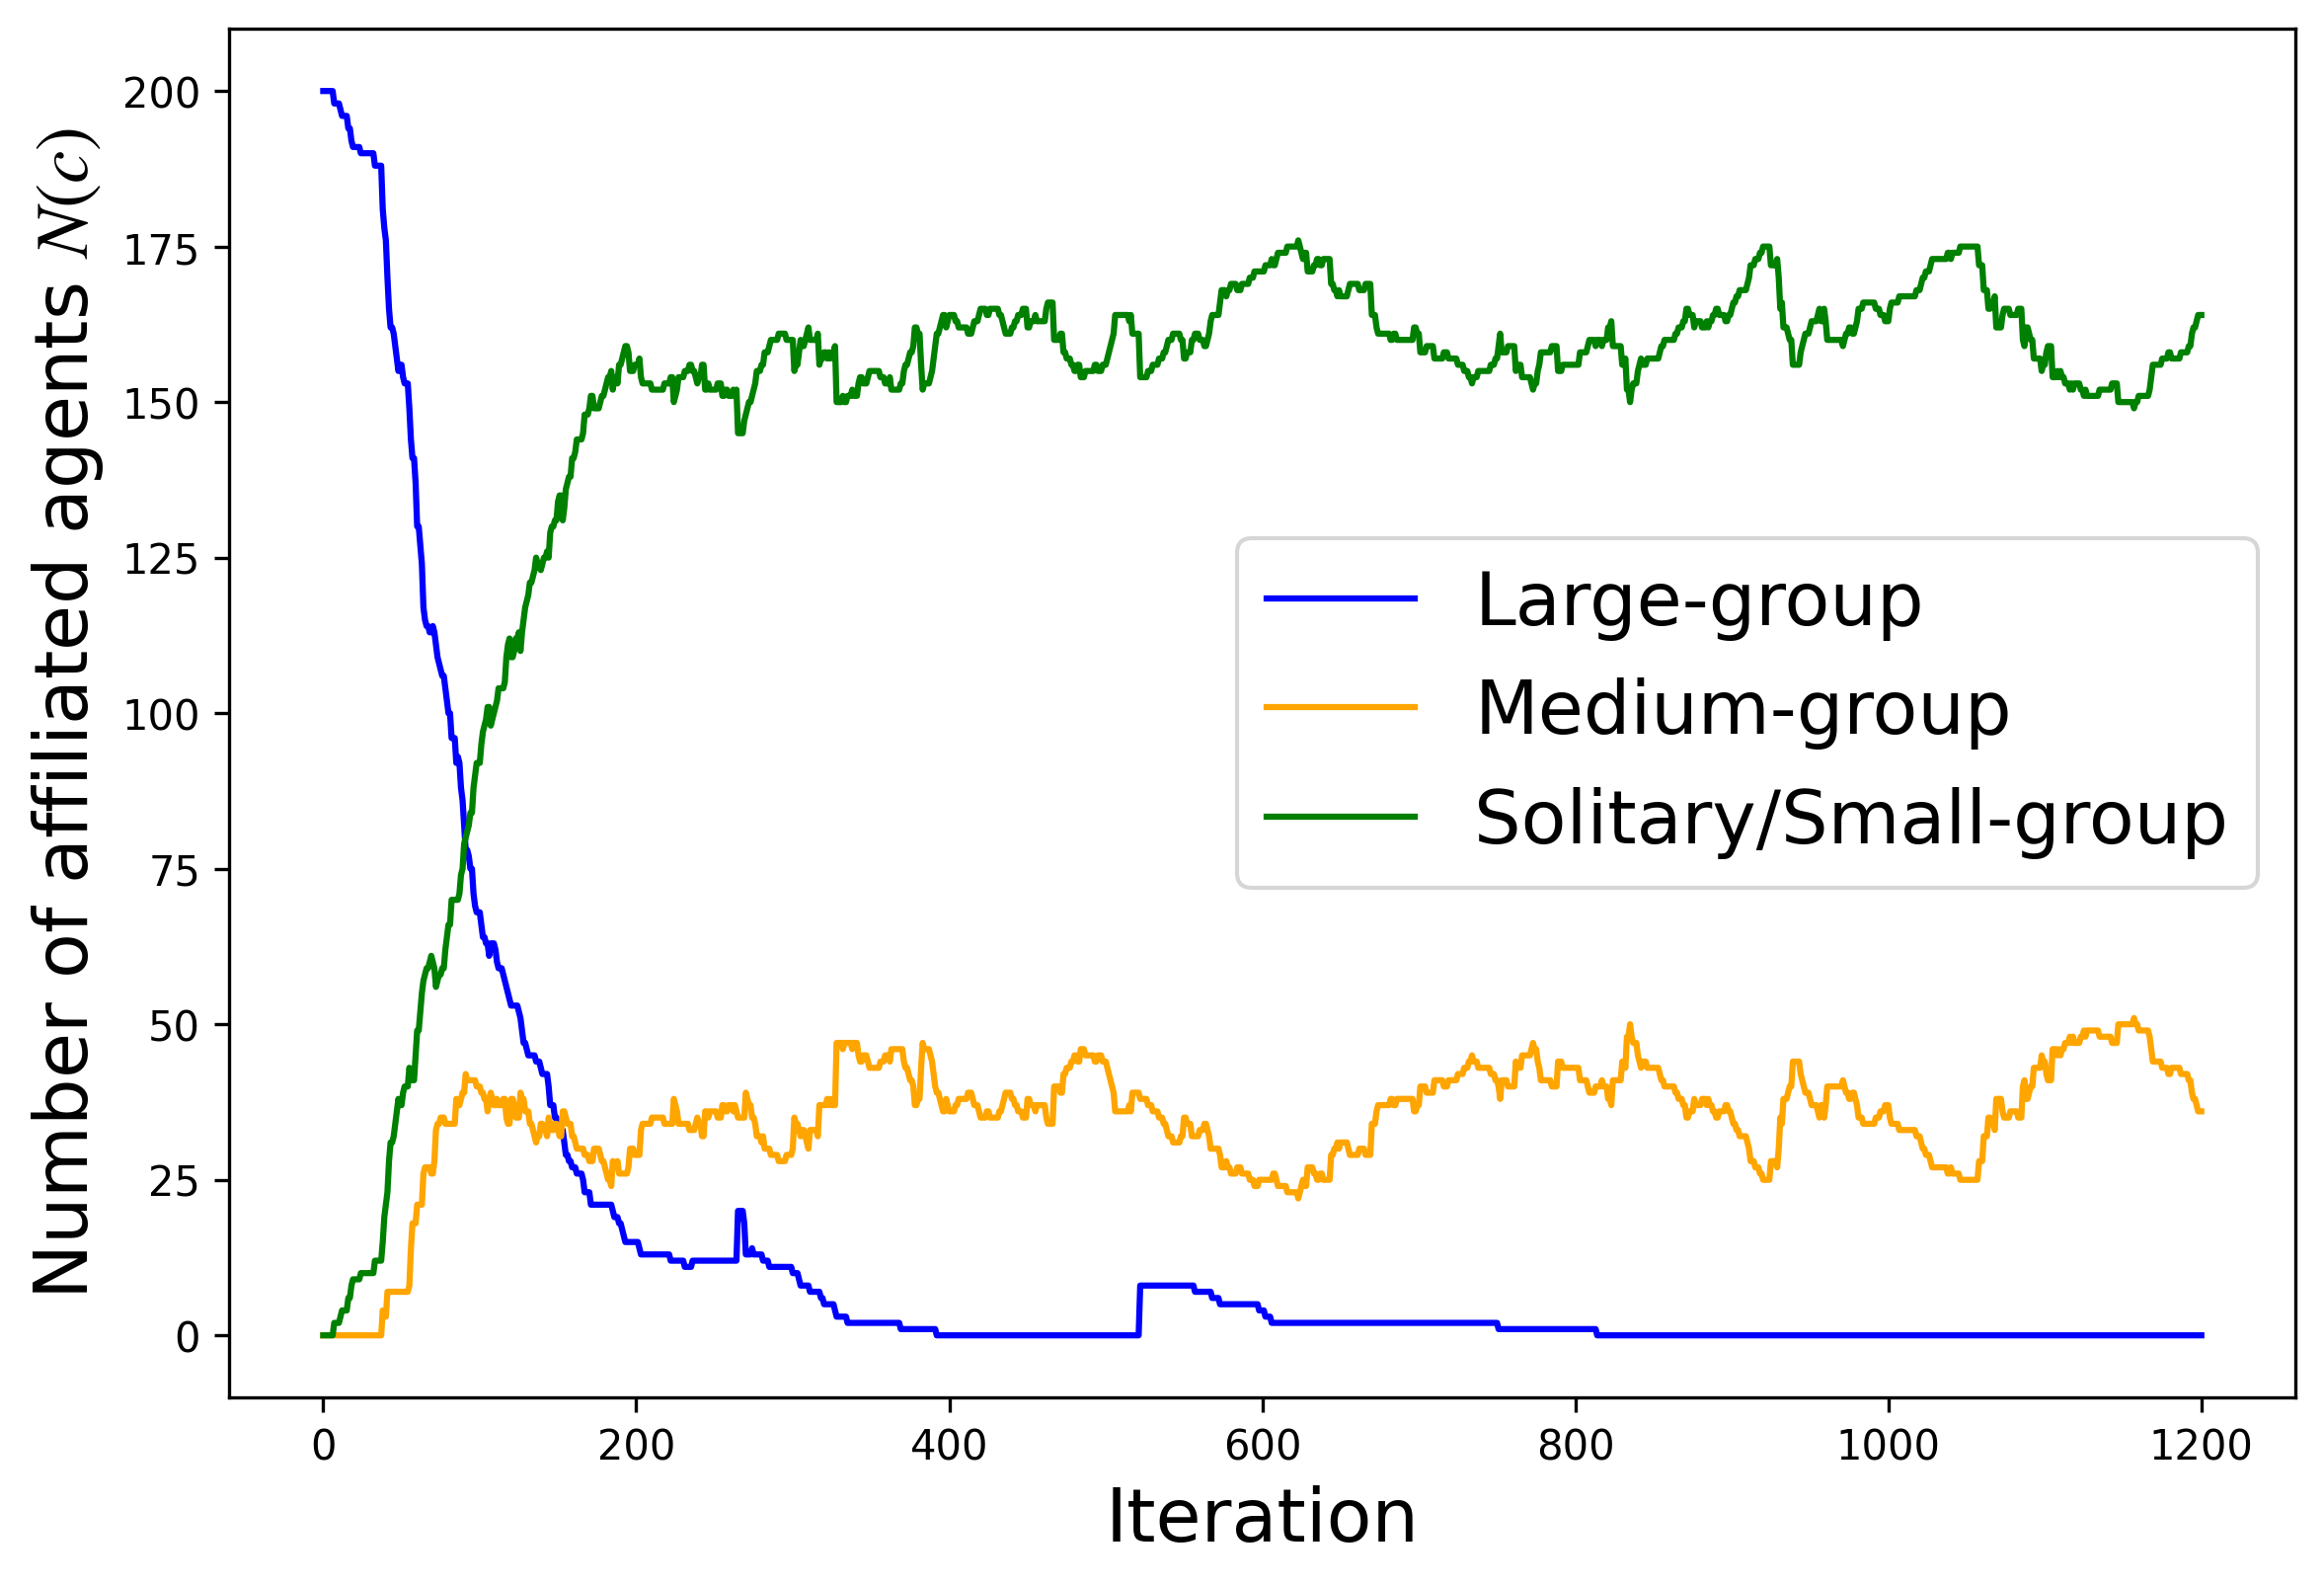 Number of affiliated agents N(c)
200
175
150
125
100
75
50
25
0
Large-group
Medium-group
Solitary/Small-group
0 200 400 600 800 1000 1200
Iteration